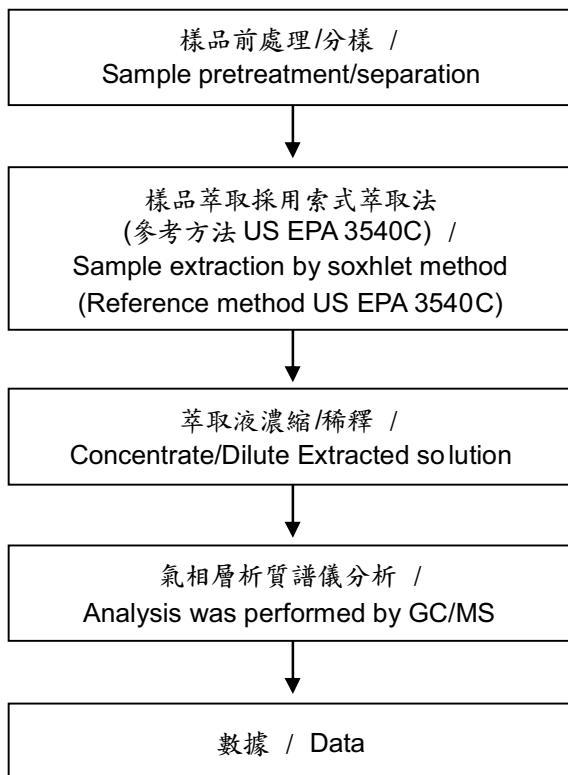 樣品前處理/分樣 /
Sample pretreatment/separation
樣品萃取採用索式萃取法
(參考方法 US EPA 3540C) /
Sample extraction by soxhlet method
(Reference method US EPA 3540C)
萃取液濃縮/稀釋 /
Concentrate/Dilute Extracted solution
氣相層析質譜儀分析 /
Analysis was performed by GC/MS
數據 / Data